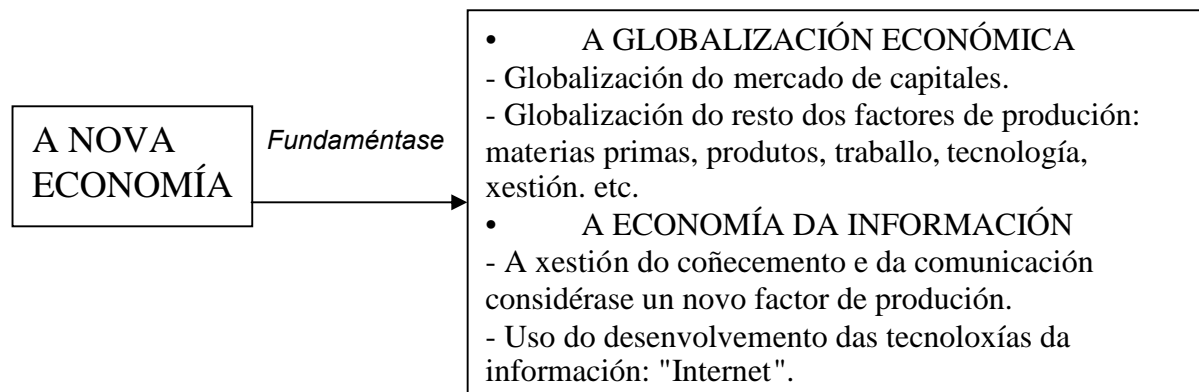 A NOVA
ECONOMÍA
Fundaméntase
• A GLOBALIZACIÓN ECONÓMICA
- Globalización do mercado de capitales.
- Globalización do resto dos factores de produción:
materias primas, produtos, traballo, tecnología,
xestión. etc.
• A ECONOMÍA DA INFORMACIÓN
- A xestión do coñecemento e da comunicación
considérase un novo factor de produción.
- Uso do desenvolvemento das tecnoloxías da
información: "Internet".